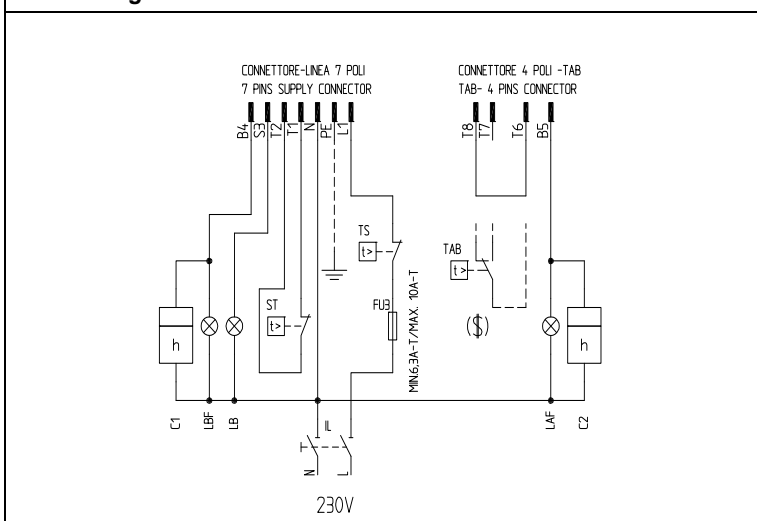 CONNETTORE-LINEA 7 POLI
7 PINS SUPPLY CONNECTOR
CONNETTORE 4 POLI -TAB
TAB- 4 PINS CONNECTOR
B4
S3
T2
T1
N
PE
L1
T8
T7
T6
B5
TS
t>
TAB
t>
ST
t>
FU3
MIN.6,3A-T/MAX. 10A-T
($)
h
h
C1
LBF
LB
IL
LAF
C2
N
L
230V